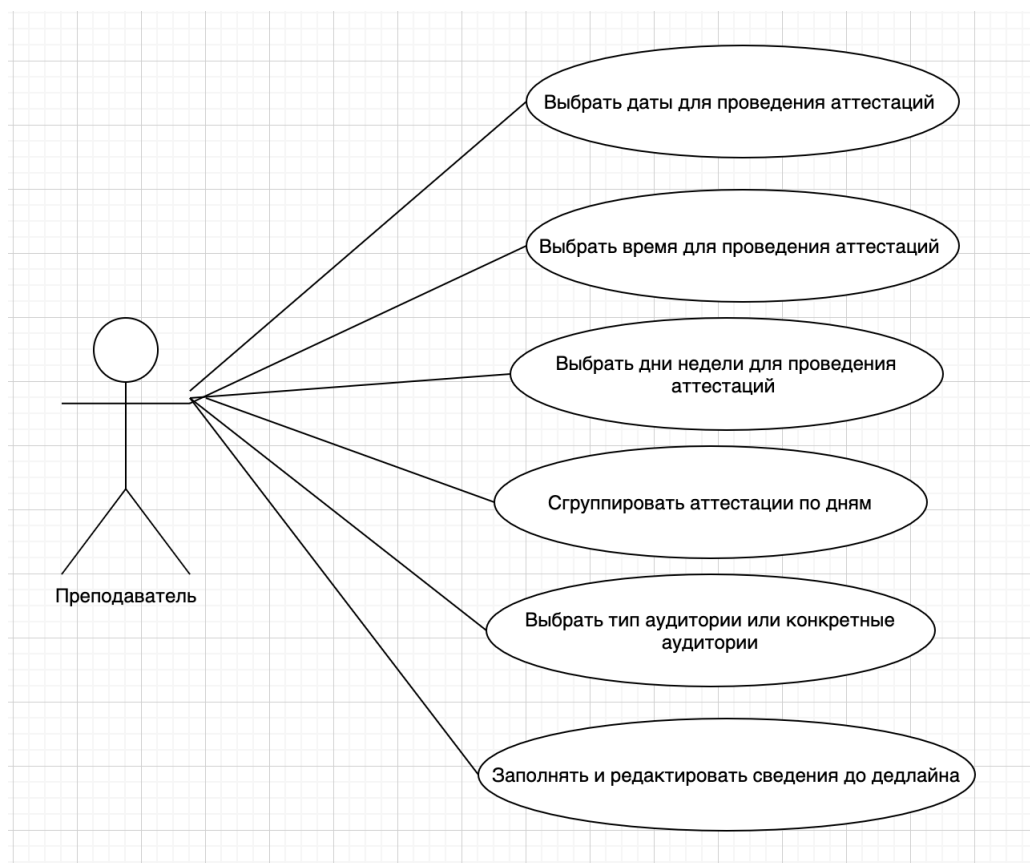 Выбрать даты для проведения аттестаций
Выбрать время для проведения аттестаций
Выбрать дни недели для проведения
аттестаций
Сгруппировать аттестации по дням
Преподаватель
Выбрать тип аудитории или конкретные
аудитории
Заполнять и редактировать сведения до дедлайна